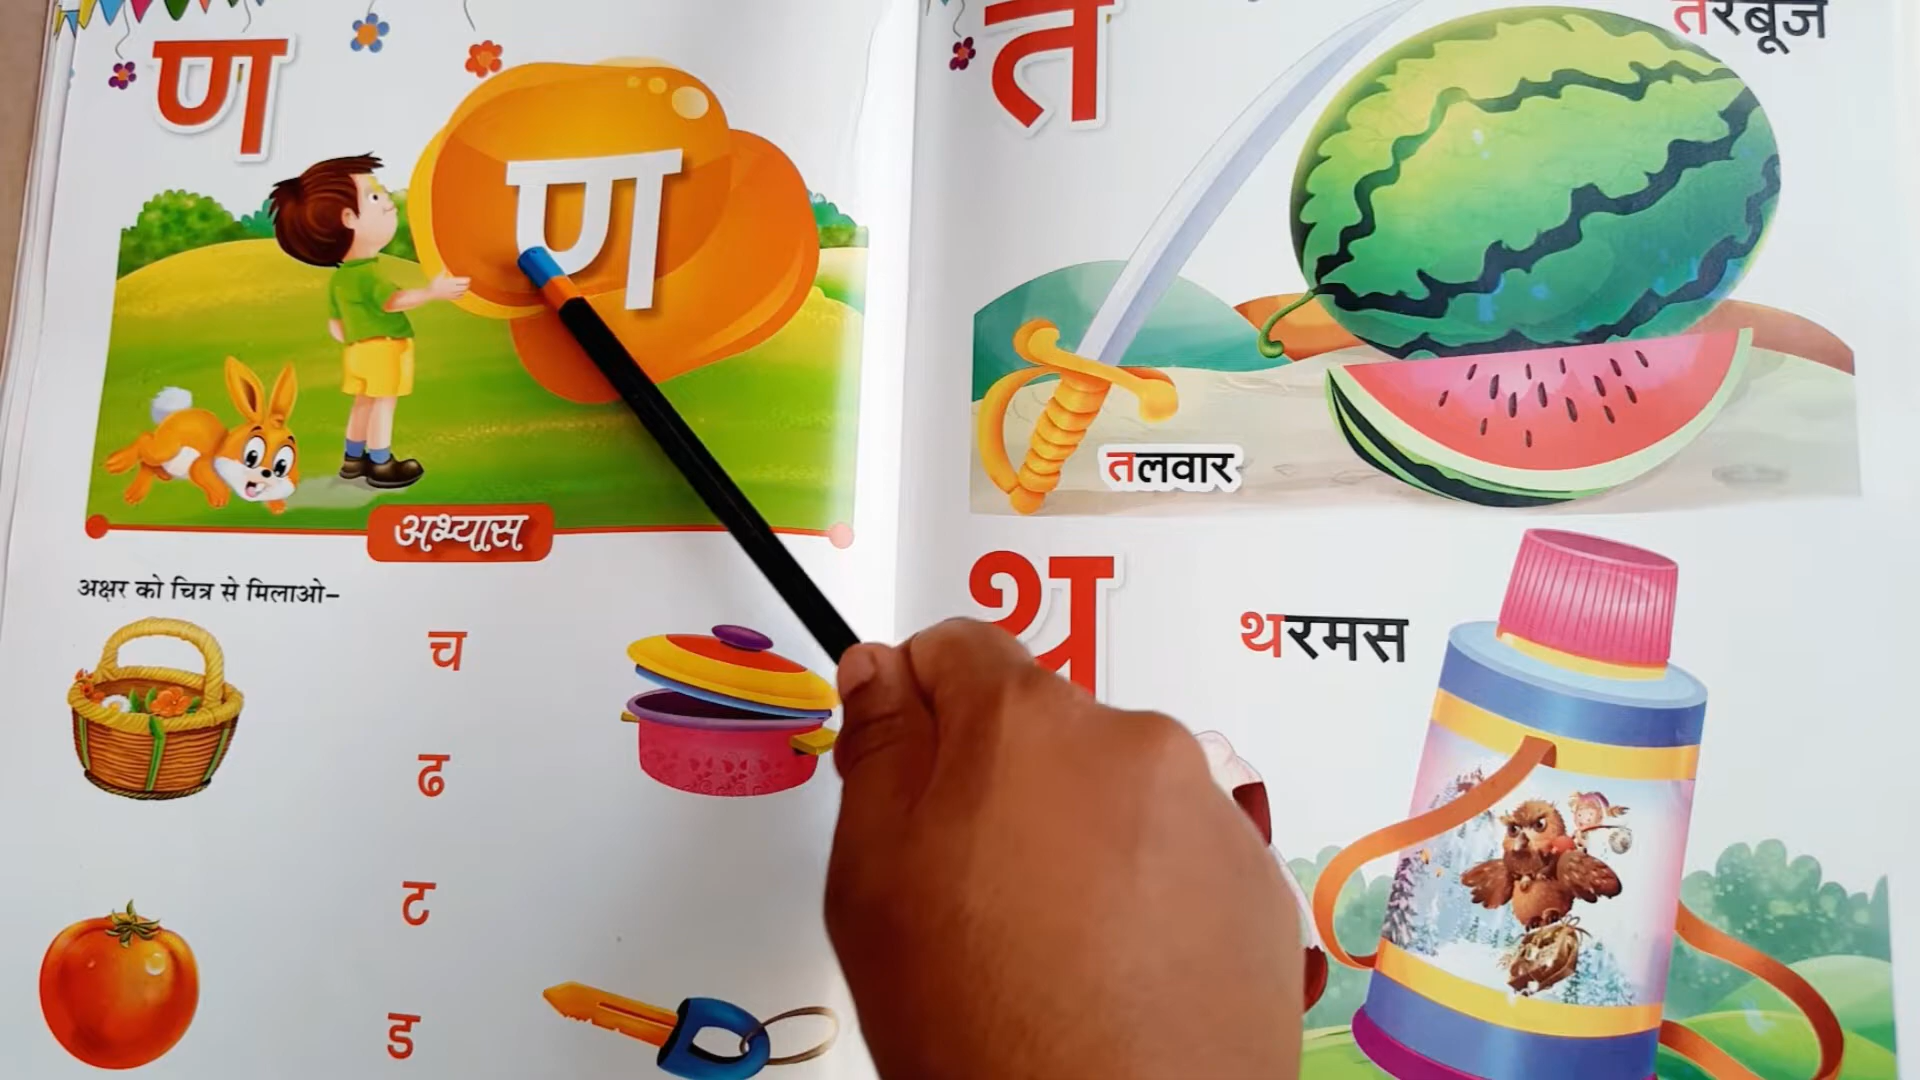 ण
ण
अभ्यास
अक्षर को चित्र से मिलाओ–
च
ढ
ट
ड
त
तरबूज
तलवार
थ
थरमस